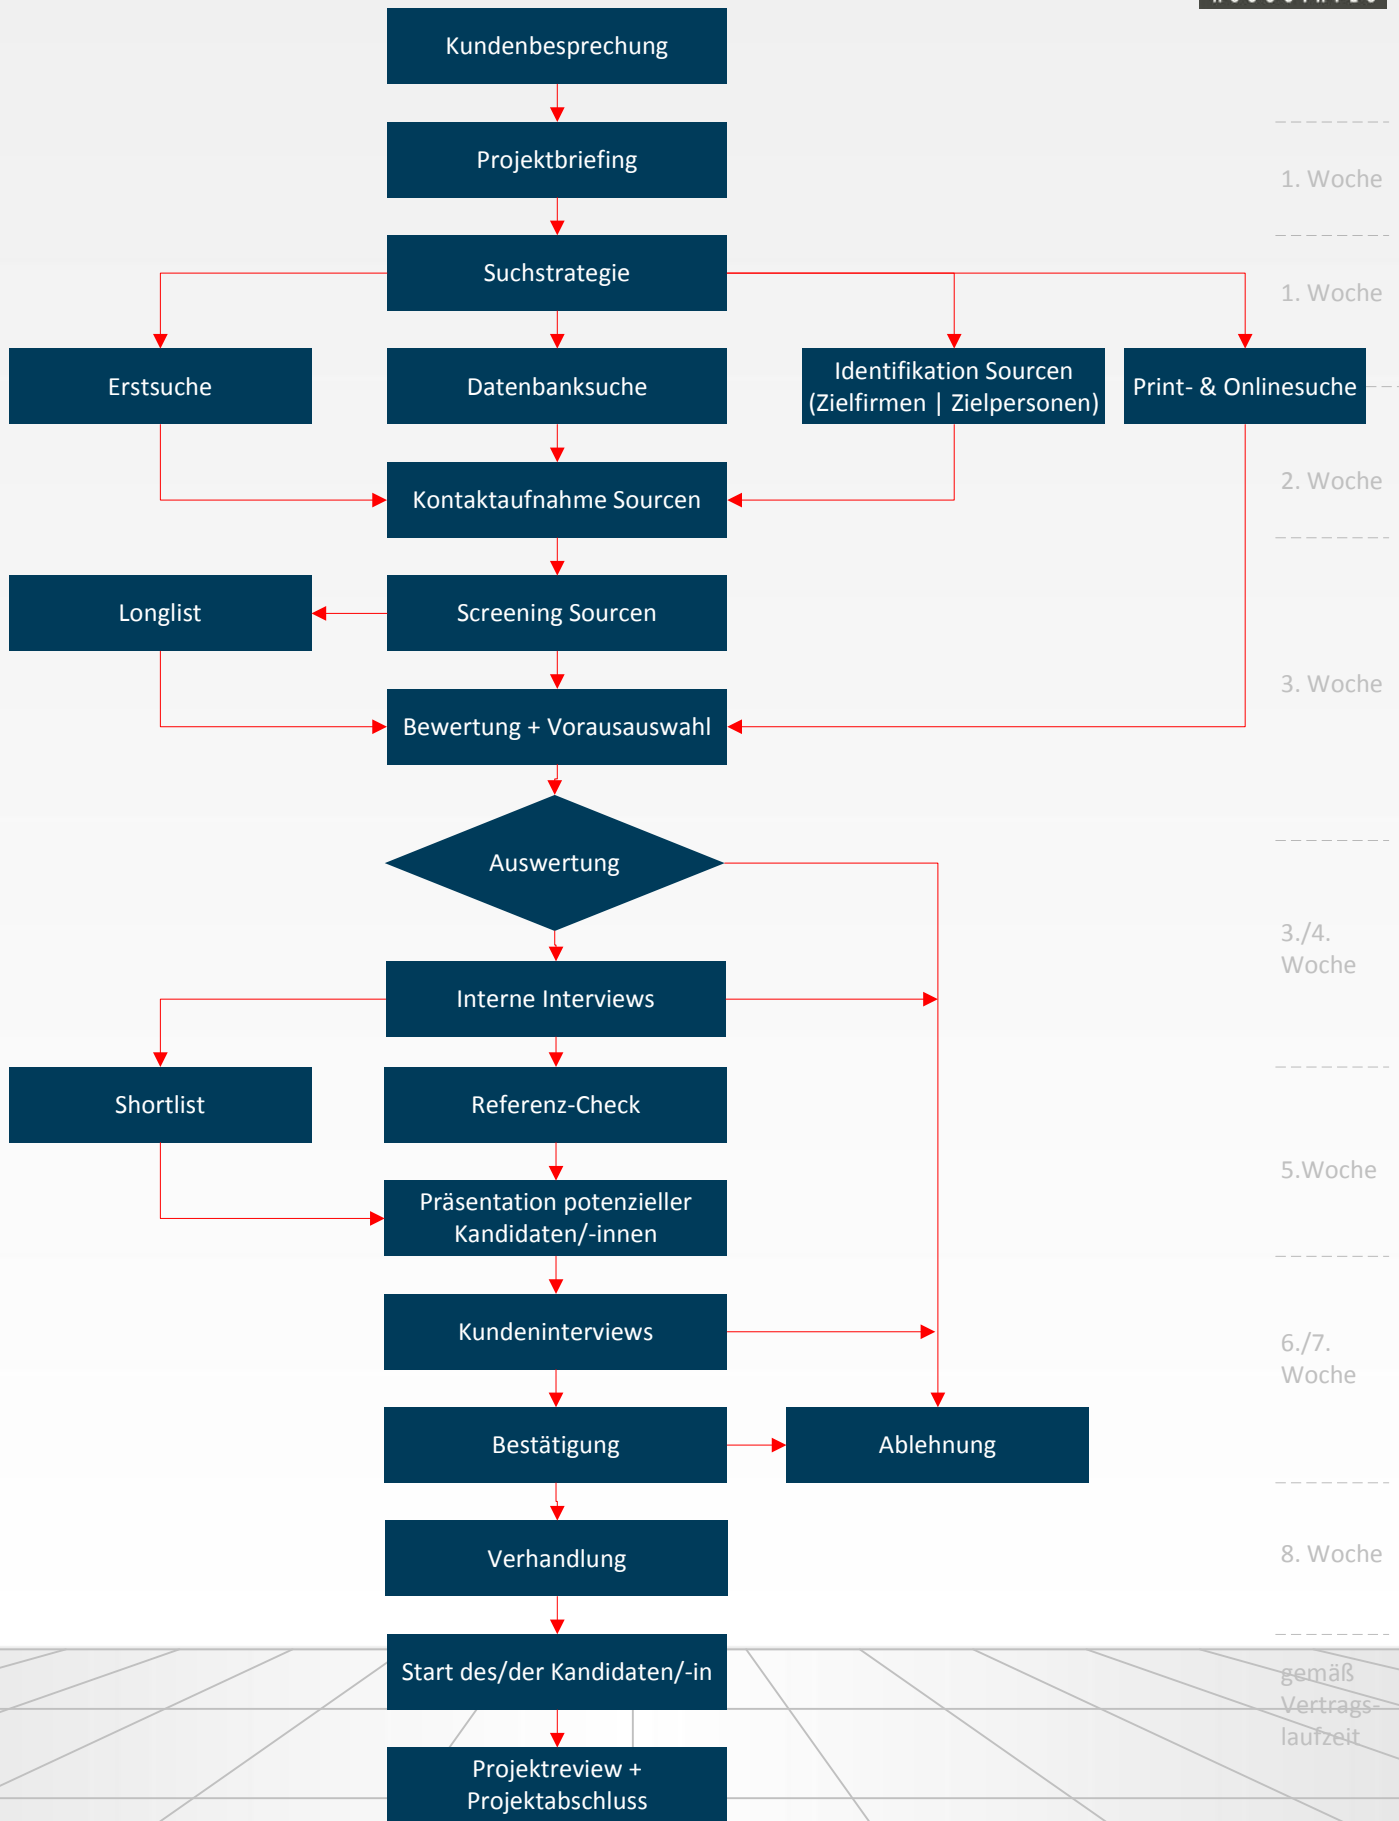 Kundenbesprechung
Projektbriefing
1. Woche
Suchstrategie
1. Woche
Erstsuche
Datenbanksuche
Identifikation Sourcen
(Zielfirmen | Zielpersonen)
Print- & Onlinesuche
Kontaktaufnahme Sourcen
2. Woche
Longlist
Screening Sourcen
3. Woche
Bewertung + Vorausauswahl
Auswertung
3./4.
Woche
Interne Interviews
Shortlist
Referenz-Check
5.Woche
Präsentation potenzieller
Kandidaten/-innen
Kundeninterviews
6./7.
Woche
Bestätigung
Ablehnung
Verhandlung
8. Woche
Start des/der Kandidaten/-in
gemäß
Vertrags-
laufzeit
Projektreview +
Projektabschluss